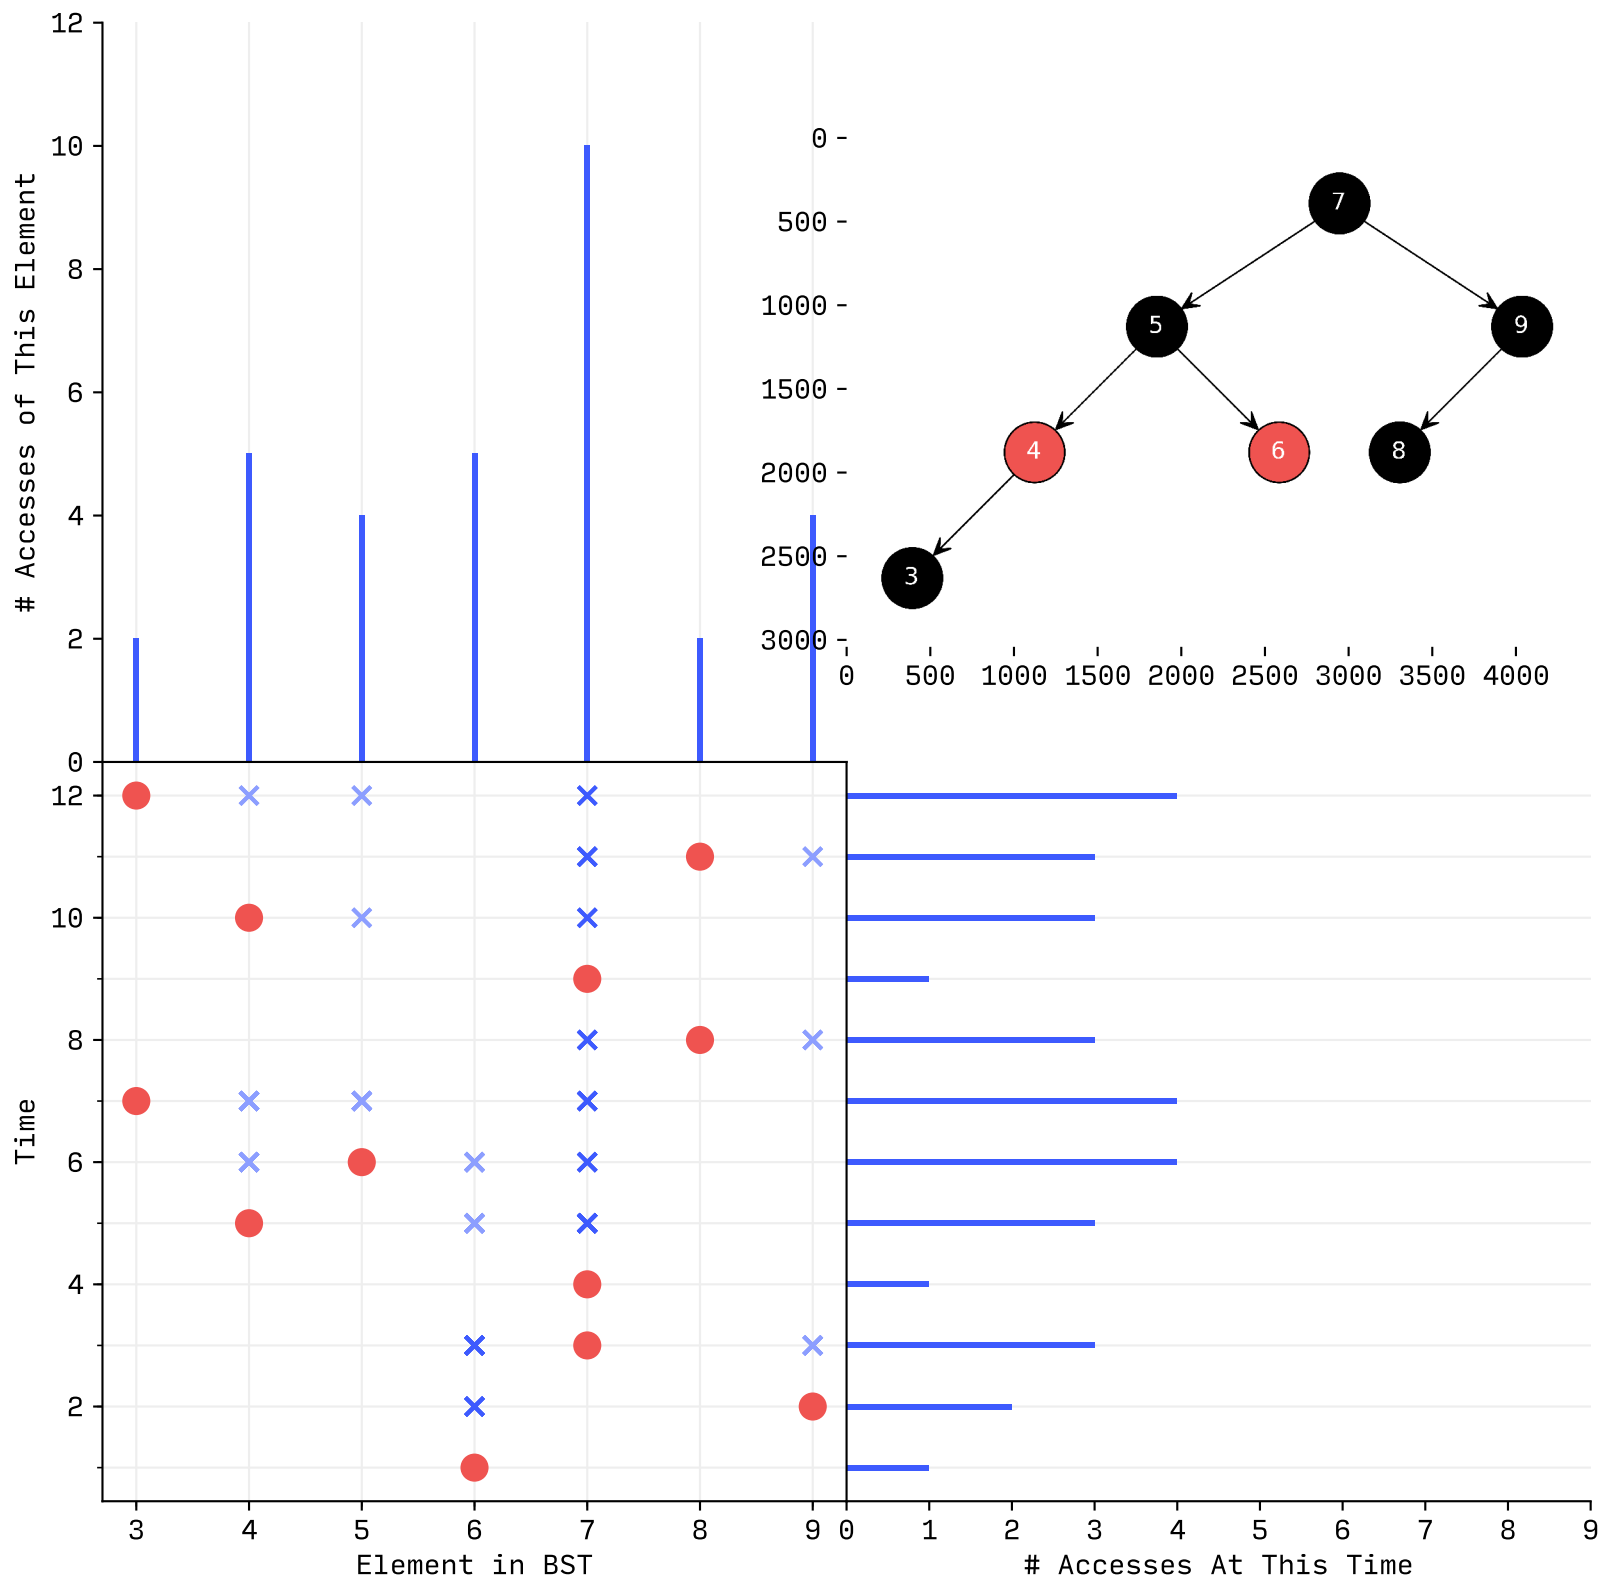 12
10
8
6
4
2
0
# Accesses of This Element
0
500
1000
1500
2000
2500
3000
0 500 1000 1500 2000 2500 3000 3500 4000
7
5 9
4 6 8
3
12
10
8
6
4
2
Time
3 4 5 6 7 8 9
Element in BST
0 1 2 3 4 5 6 7 8 9
# Accesses At This Time